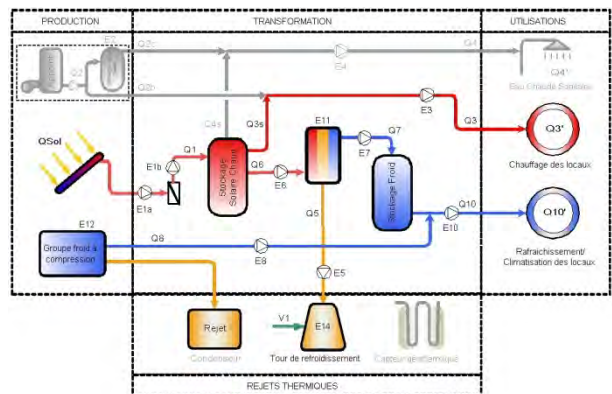 PRODUCTION
TRANSFORMATION
UTILISATIONS
E7
Q2c
Q4
E4
Q2
Q2b
Q4'
Eau Chaude Sanitaire
E3
QSol
Q1
E1b
Q4s
Q3s
E11
Q7
Q3
Q3'
Stockage
Solaire Chaud
Q6
E6
E7
Chauffage des locaux
E1a
Stockage Froid
Q5
E12
Q10
Q10'
Groupe froid à
compression
Q8
E8
E10
Rafraichissement/
Climatisation des locaux
E5
V1
Rejet
E14
Condenseur
Tour de refroidissement
Capteur géothermique
REJETS THERMIQUES